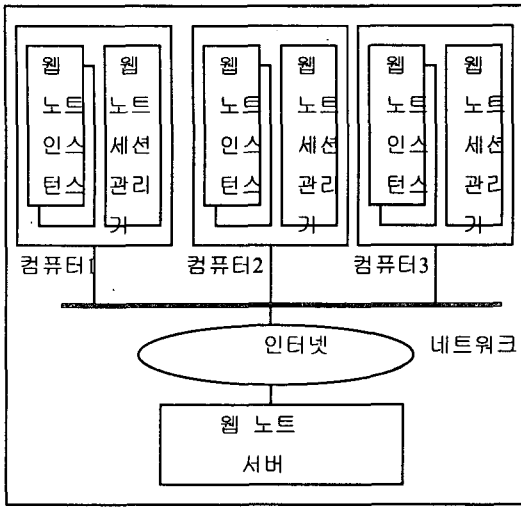 웹 웹 웹 웹 웹 웹
노트 노트 노트 노트 노트 노트
인스 세션 인스 세션 인스 세션
턴스 관리 턴스 관리 턴스 관리
기 기 기
컴퓨터1 컴퓨터2 컴퓨터3
인터넷 네트워크
웹 노트
서버